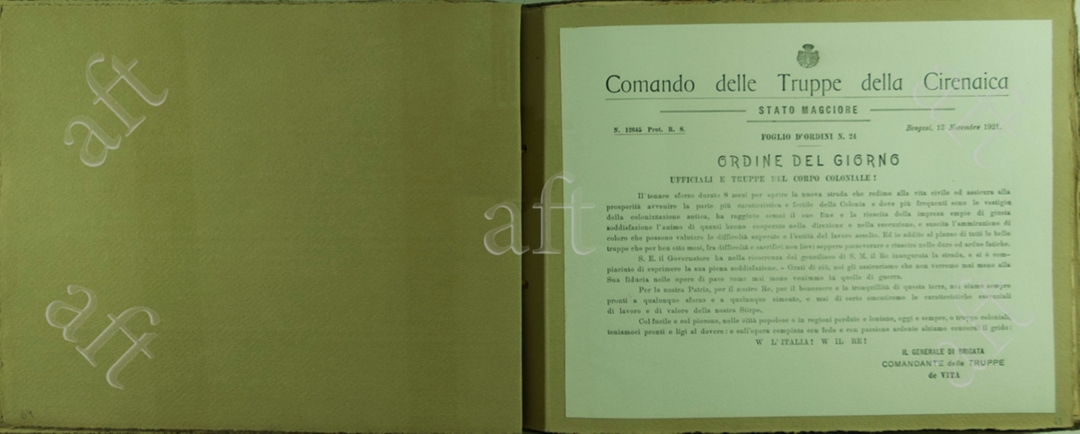 aft
aft
aft
Comando delle Truppe della Cirenaica
STATO MAGGIORE
N. 12845 Prot. R. S.
Bengasi, 12 Novembre 1921.
FOGLIO D'ORDINI N. 24
ORDINE DEL GIORNO
UFFICIALI E TRUPPE DEL CORPO COLONIALE!
Il tenace sforzo durato 8 mesi per aprire la nuova strada che redime alla vita civile ed assicura alla
prosperità avvenire la parte più caratteristica e fertile della Colonia e dove più frequenti sono le vestigia
della colonizzazione antica, ha raggiunto ormai il suo fine e la riuscita della impresa empie di giusta
soddisfazione l'animo di quanti hanno cooperato nella direzione e nella esecuzione, e suscita l'ammirazione di
coloro che possono valutare le difficoltà superate e l'entità del lavoro assolto. Ed io addito al plauso di tutti le belle
truppe che per ben otto mesi, fra difficoltà e sacrifici non lievi seppero perseverare e riuscire nelle dure ed ardue fatiche.
S. E. il Governatore ha nella ricorrenza del genetliaco di S. M. il Re inaugurata la strada, e si è com-
piaciuto di esprimere la sua piena soddisfazione. - Grati di ciò, noi gli assicuriamo che non verremo mai meno alla
Sua fiducia nelle opere di pace come mai meno venimmo in quelle di guerra.
Per la nostra Patria, per il nostro Re, per il benessere e la tranquillità di questa terra, noi siamo sempre
pronti a qualunque sforzo e a qualunque cimento, e mai di certo smentiremo le caratteristiche essenziali
di lavoro e di valore della nostra Stirpe.
Col fucile e col piccone, nelle città popolose o in regioni perdute e lontane, oggi e sempre, o truppe coloniali,
teniamoci pronti e ligi al dovere: e sull'opera compiuta con fede e con passione ardente alziamo concorde il grido:
W L'ITALIA! W IL RE!
IL GENERALE DI BRIGATA
COMANDANTE delle TRUPPE
de VITA